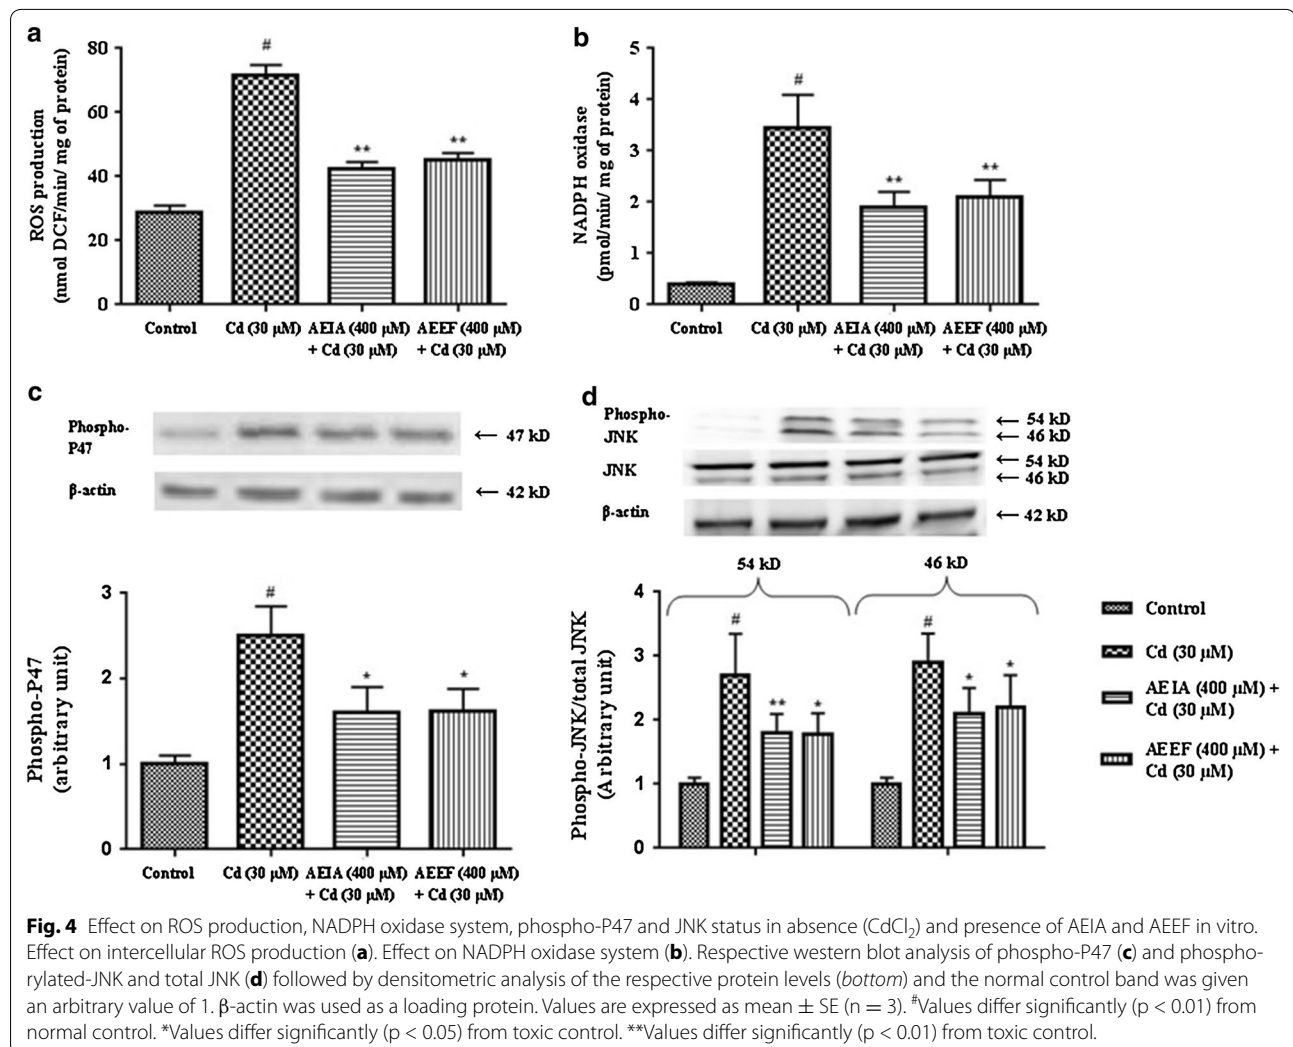 a
ROS production
(nmol DCF/min/ mg of protein)
80
60
40
20
0
#
**
**
Control
Cd (30 µM)
AEIA (400 µM)
+ Cd (30 µM)
AEEF (400 µM)
+ Cd (30 µM)
b
NADPH oxidase
(pmol/min/ mg of protein)
5
4
3
2
1
0
#
**
**
Control
Cd (30 µM)
AEIA (400 µM)
+ Cd (30 µM)
AEEF (400 µM)
+ Cd (30 µM)
c
Phospho-
P47
← 47 kD
β-actin
← 42 kD
Phospho-P47
(arbitrary unit)
3
2
1
0
#
*
*
Control
Cd (30 µM)
AEIA (400 µM)
+ Cd (30 µM)
AEEF (400 µM)
+ Cd (30 µM)
d
Phospho-
JNK
← 54 kD
← 46 kD
JNK
← 54 kD
← 46 kD
β-actin
← 42 kD
54 kD
46 kD
Phospho-JNK/total JNK
(Arbitrary unit)
4
3
2
1
0
#
**
*
#
*
*
Control
Cd (30 µM)
AEIA (400 µM) +
Cd (30 µM)
AEEF (400 µM) +
Cd (30 µM)
Fig. 4 Effect on ROS production, NADPH oxidase system, phospho-P47 and JNK status in absence (CdCl₂) and presence of AEIA and AEEF in vitro.
Effect on intercellular ROS production (a). Effect on NADPH oxidase system (b). Respective western blot analysis of phospho-P47 (c) and phospho-
rylated-JNK and total JNK (d) followed by densitometric analysis of the respective protein levels (bottom) and the normal control band was given
an arbitrary value of 1. β-actin was used as a loading protein. Values are expressed as mean ± SE (n = 3). #Values differ significantly (p < 0.01) from
normal control. *Values differ significantly (p < 0.05) from toxic control. **Values differ significantly (p < 0.01) from toxic control.